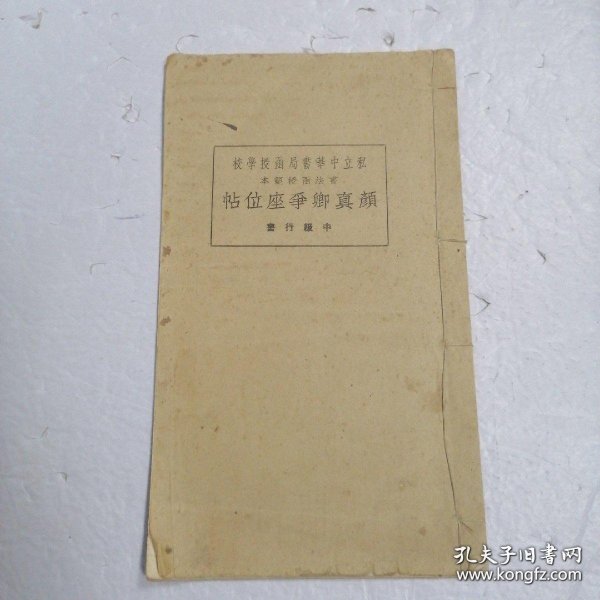 私立中華書局函授學校
書法函授範本
顏真卿爭座位帖
中級行書
孔夫子旧書网
www.kongfz.com